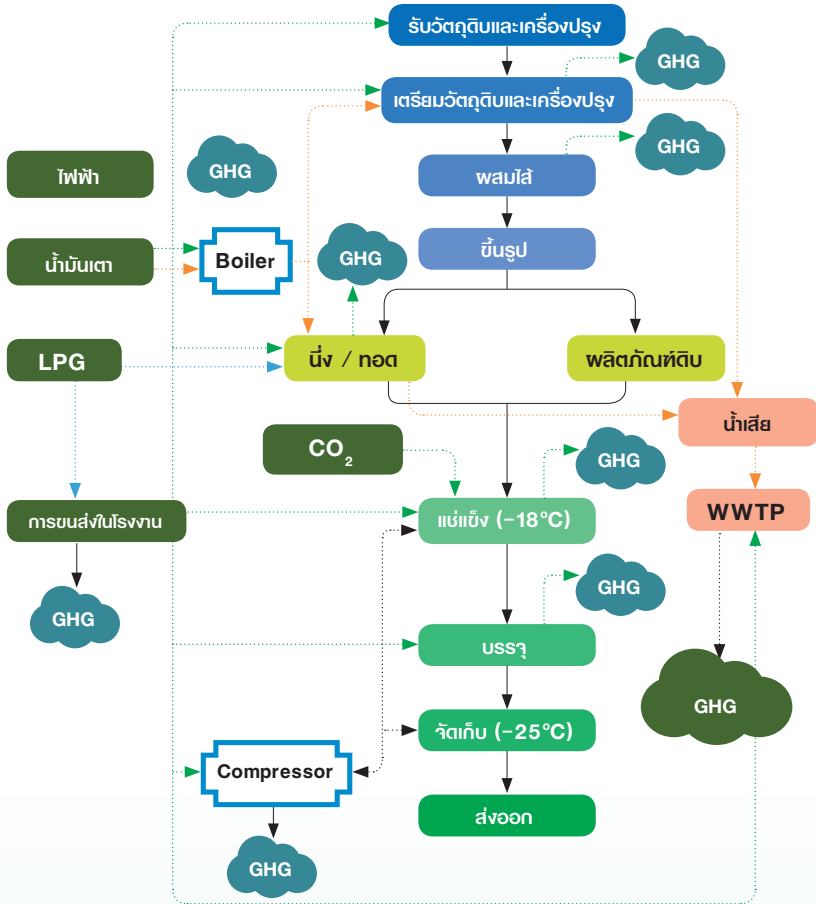 รับวัตถุดิบและเครื่องปรุง
GHG
เตรียมวัตถุดิบและเครื่องปรุง
GHG
ไฟฟ้า
GHG
ผสมไส้
น้ำมันเตา
Boiler
GHG
ขึ้นรูป
LPG
นึ่ง / ทอด
ผลิตภัณฑ์ดิบ
น้ำเสีย
CO₂
GHG
การขนส่งในโรงงาน
แช่แข็ง (-18°C)
WWTP
GHG
GHG
บรรจุ
GHG
จัดเก็บ (-25°C)
Compressor
ส่งออก
GHG